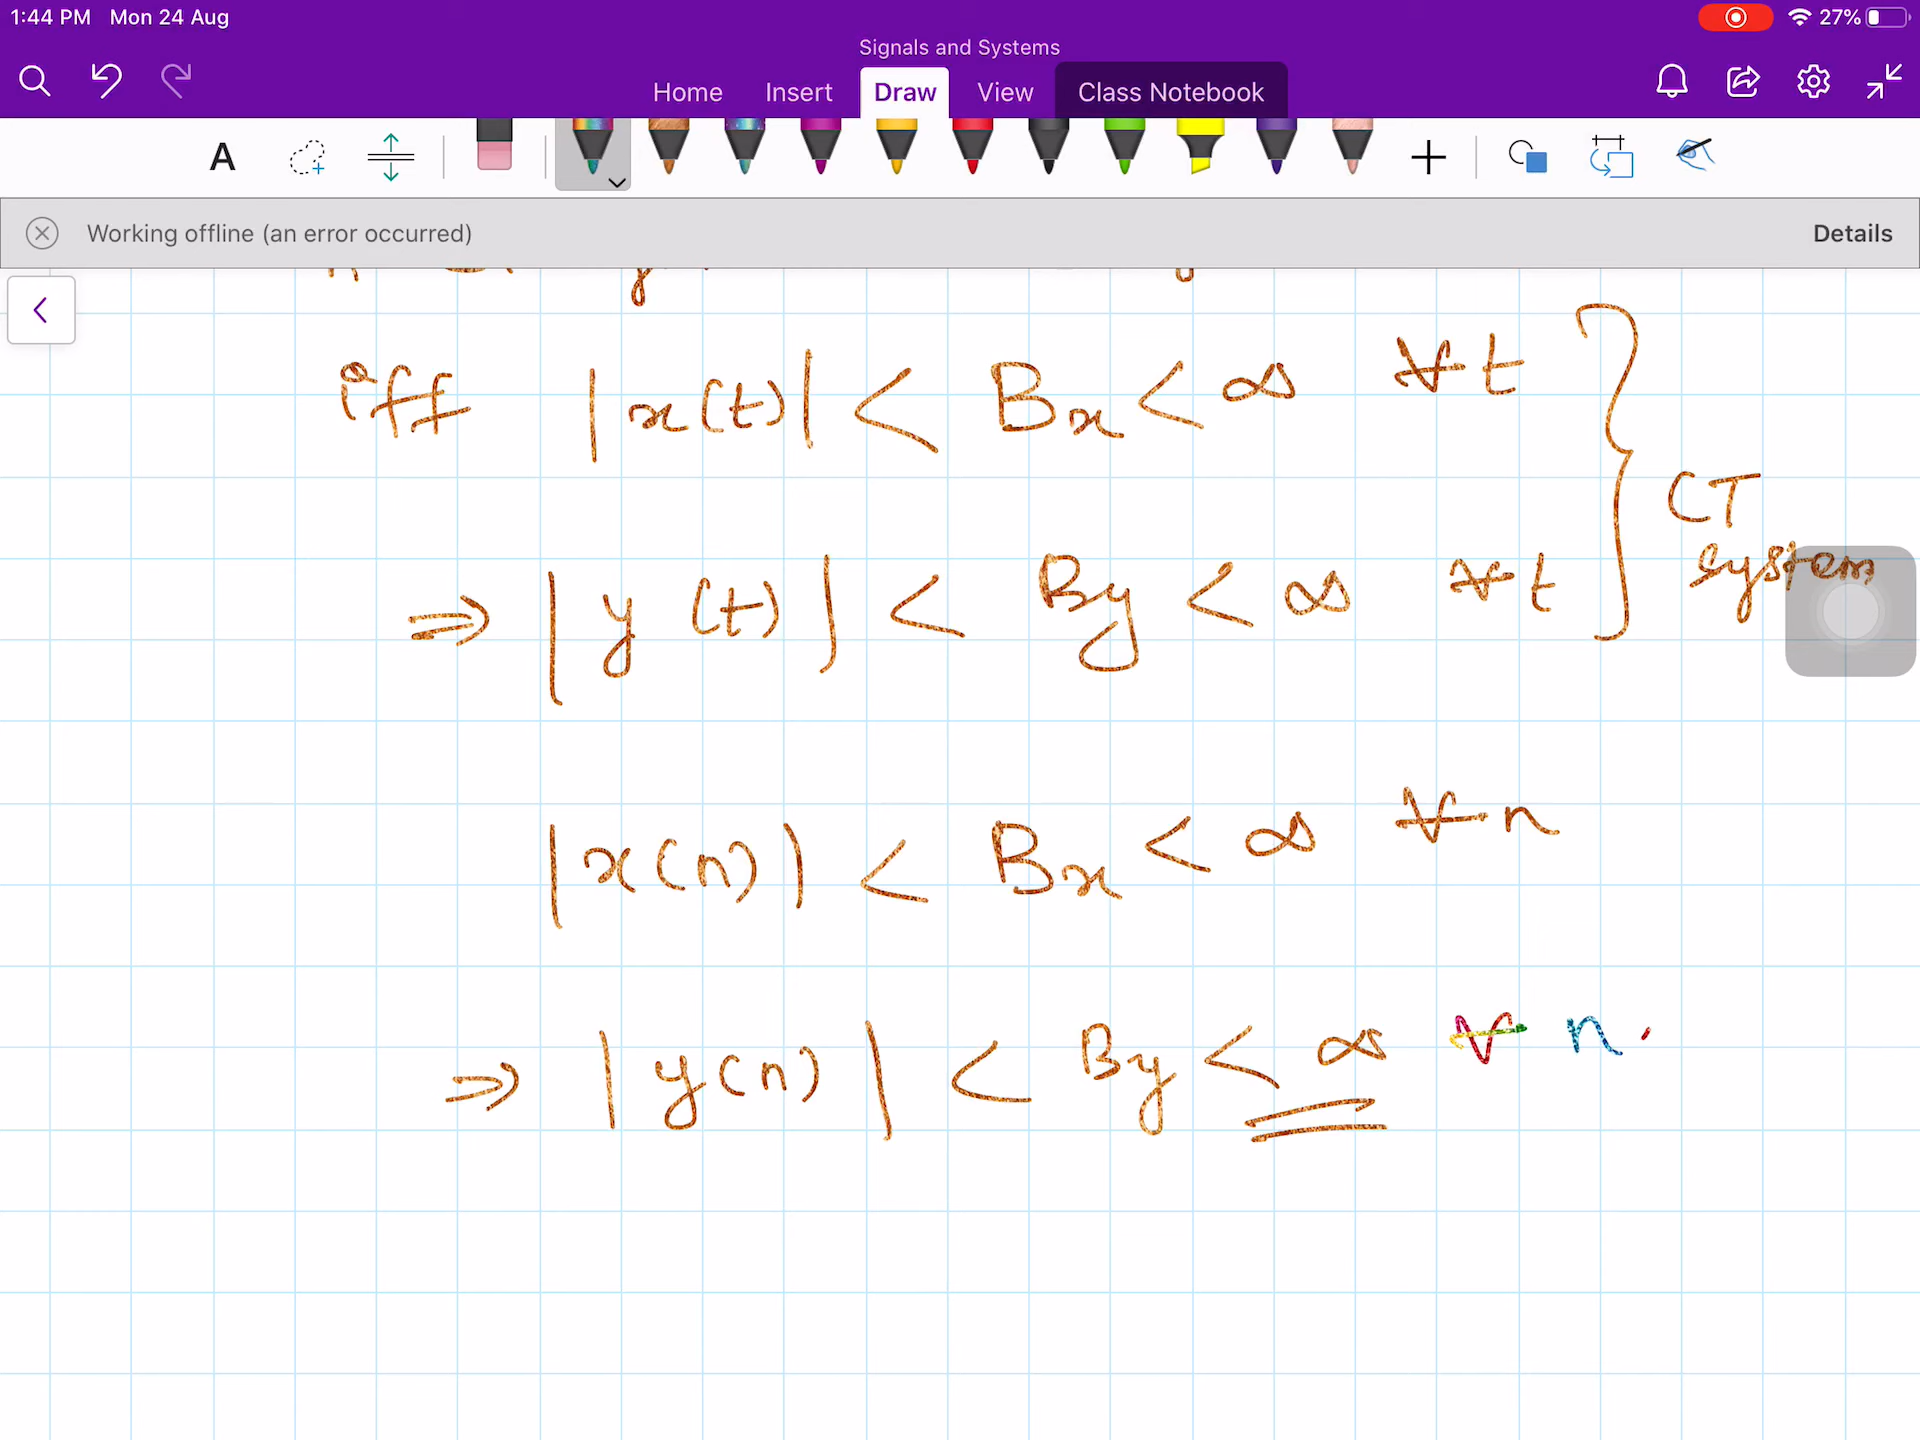 1:44 PM Mon 24 Aug 27%
Signals and Systems
Home Insert Draw View Class Notebook
A
Working offline (an error occurred) Details
iff |x(t)| < Bx < ∞ ∀ t
CT
system
⇒ |y(t)| < By < ∞ ∀ t
|x(n)| < Bx < ∞ ∀ n
⇒ |y(n)| < By < ∞ ∀ n.